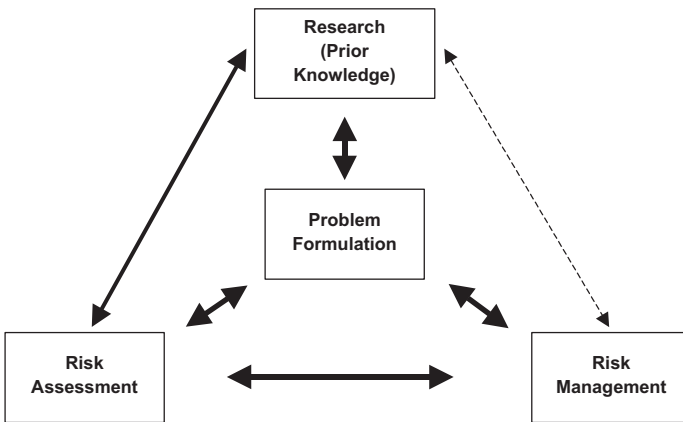 Research
(Prior
Knowledge)
Problem
Formulation
Risk
Assessment
Risk
Management